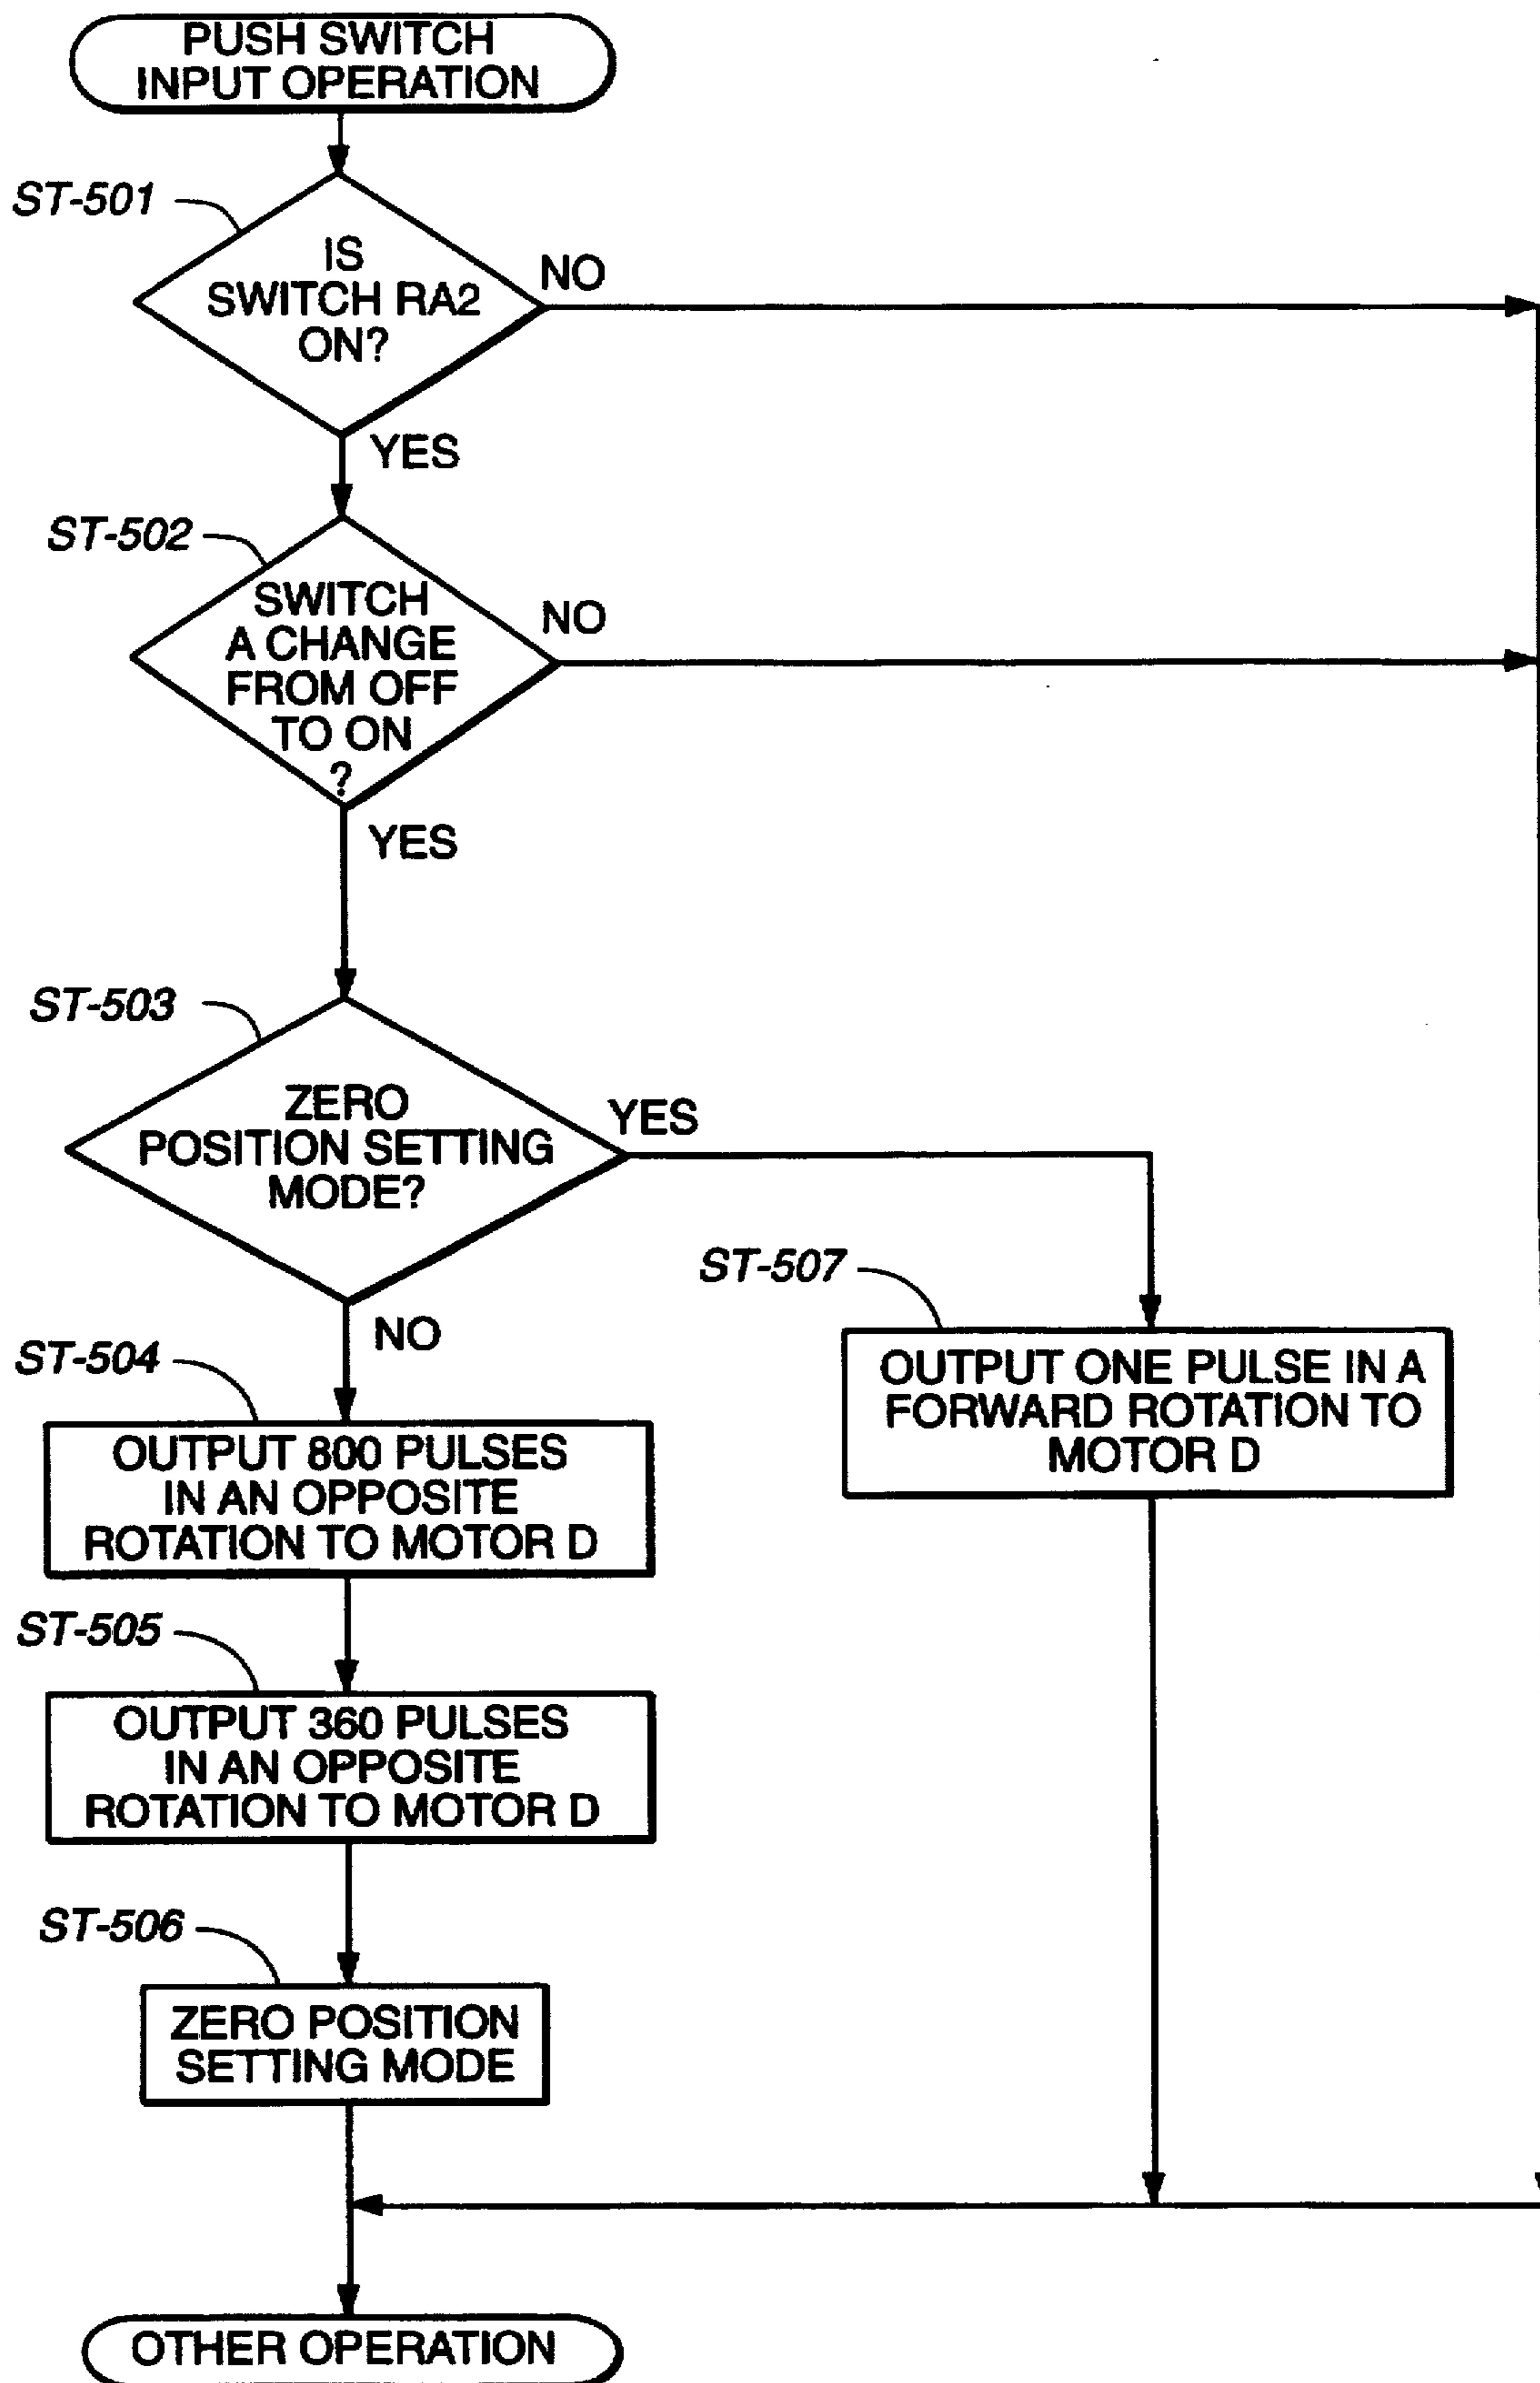 PUSH SWITCH
INPUT OPERATION
ST-501
IS
SWITCH RA2
ON?
NO
YES
ST-502
SWITCH
A CHANGE
FROM OFF
TO ON
?
NO
YES
ST-503
ZERO
POSITION SETTING
MODE?
YES
NO
ST-507
OUTPUT ONE PULSE IN A
FORWARD ROTATION TO
MOTOR D
ST-504
OUTPUT 800 PULSES
IN AN OPPOSITE
ROTATION TO MOTOR D
ST-505
OUTPUT 360 PULSES
IN AN OPPOSITE
ROTATION TO MOTOR D
ST-506
ZERO POSITION
SETTING MODE
OTHER OPERATION